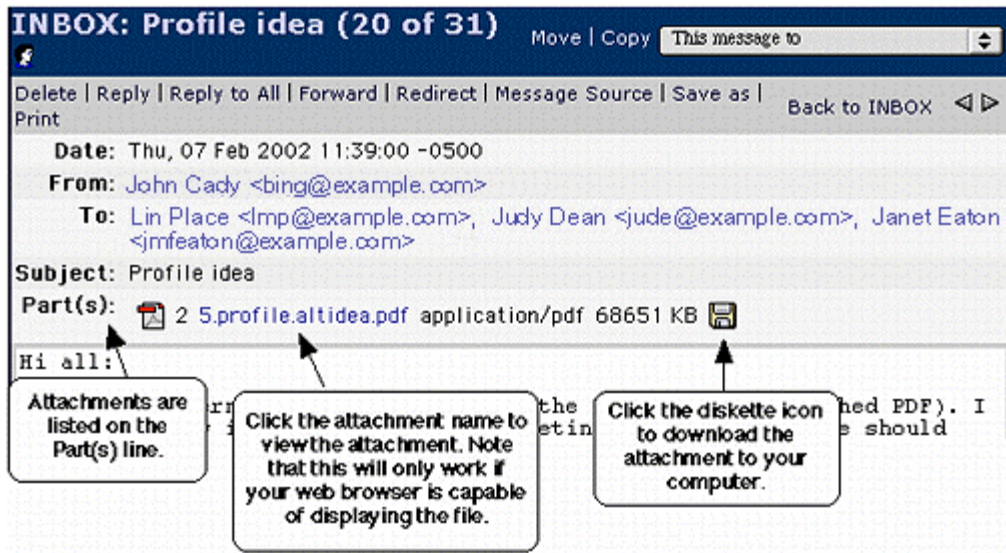 INBOX: Profile idea (20 of 31)
Move | Copy This message to
Delete | Reply | Reply to All | Forward | Redirect | Message Source | Save as |
Print
Back to INBOX
Date: Thu, 07 Feb 2002 11:39:00 -0500
From: John Cady <bing@example.com>
To: Lin Place <lmp@example.com>, Judy Dean <jude@example.com>, Janet Eaton
<jmfeaton@example.com>
Subject: Profile idea
Part(s): 2 5.profile.altidea.pdf application/pdf 68651 KB
Hi all:
the hed PDF). I
should
Attachments are
listed on the
Part(s) line.
Click the attachment name to
view the attachment. Note
that this will only work if
your web browser is capable
of displaying the file.
Click the diskette icon
to download the
attachment to your
computer.